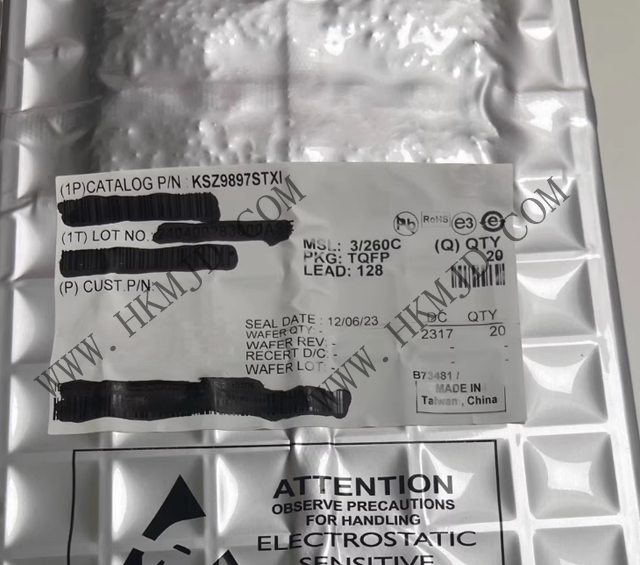 (1P)CATALOG P/N : KSZ9897STXI
(1T) LOT NO.:
(P) CUST.P/N:
Pb RoHS e3 e
MSL: 3/260C
PKG: TQFP
LEAD: 128
(Q) QTY
20
SEAL DATE : 12/06/23
WAFER QTY : -
WAFER REV: -
RECERT D/C: -
WAFER LOT: -
DC QTY
2317 20
- -
- -
B73481 /
MADE IN
Taiwan , China
WWW.HKMJD.COM
WWW.HKMJD.COM
ATTENTION
OBSERVE PRECAUTIONS
FOR HANDLING
ELECTROSTATIC
SENSITIVE